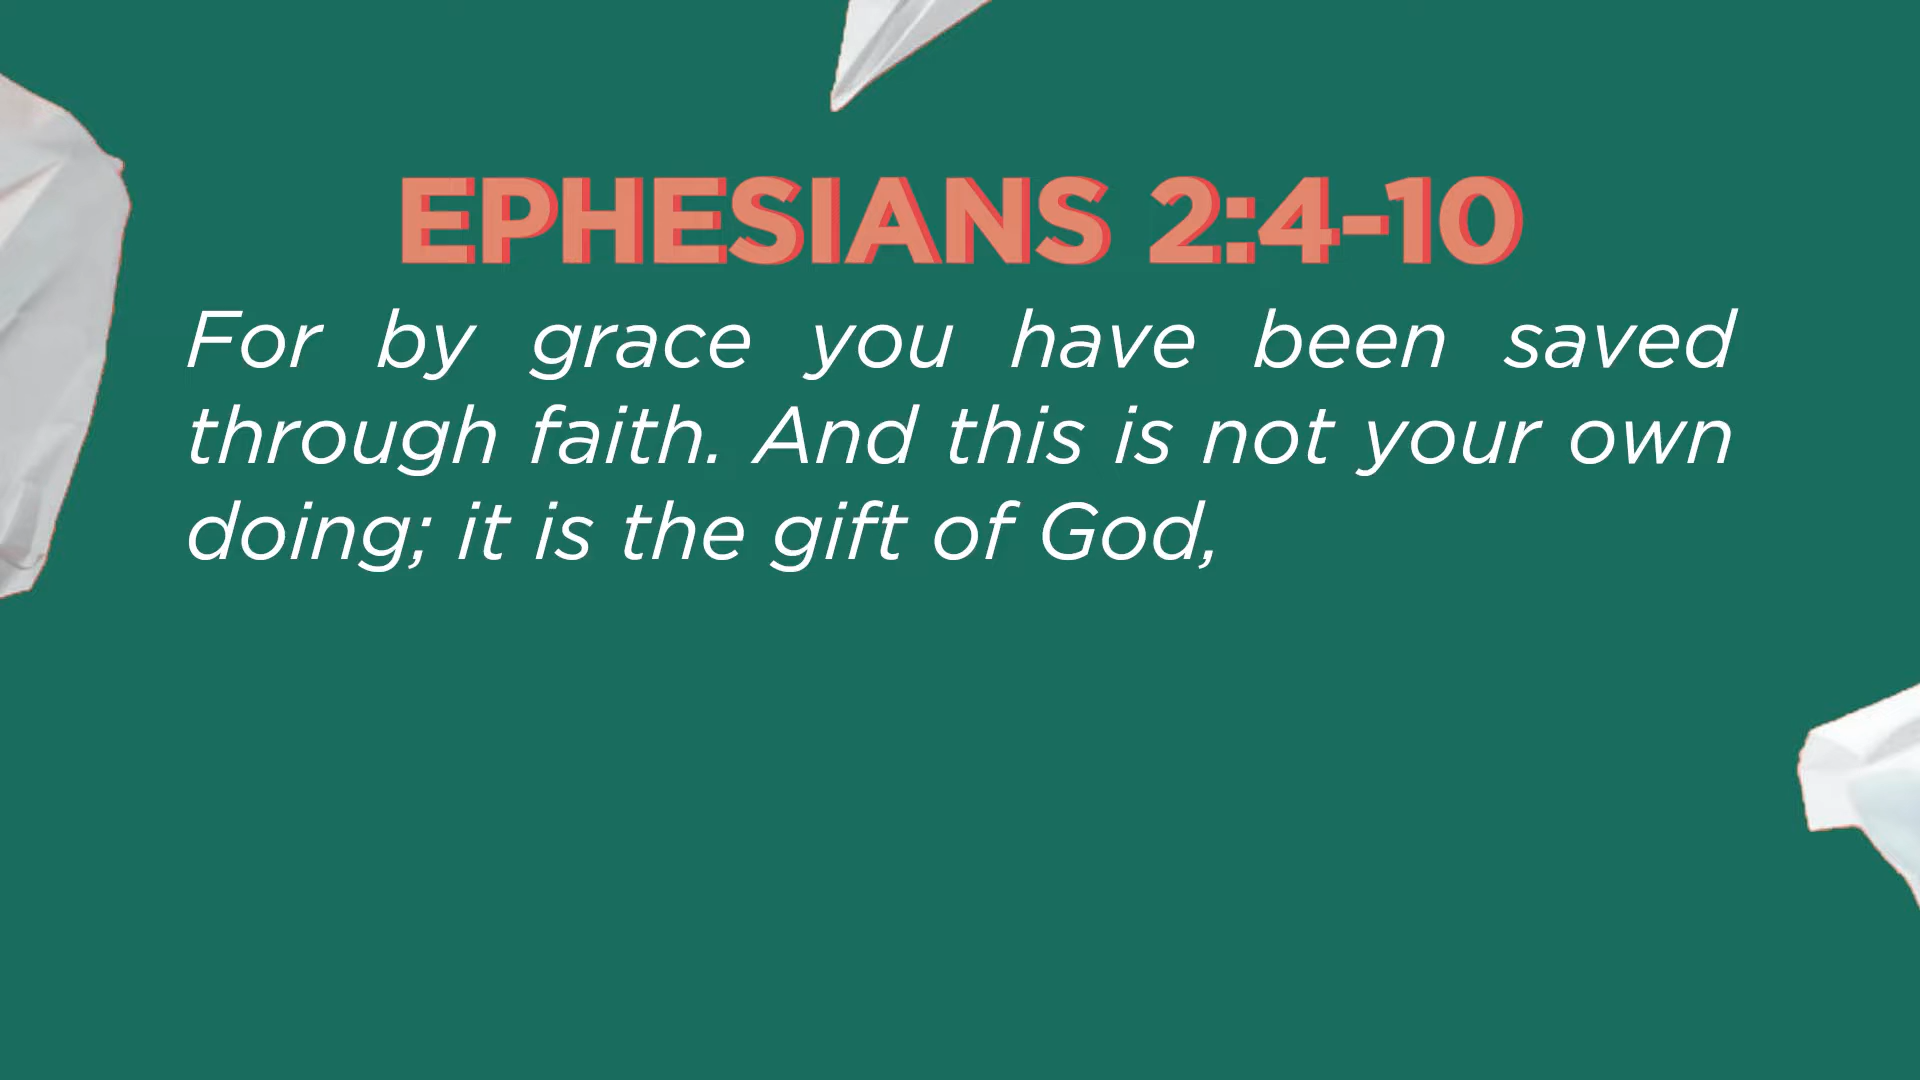 EPHESIANS 2:4-10
For by grace you have been saved
through faith. And this is not your own
doing; it is the gift of God,